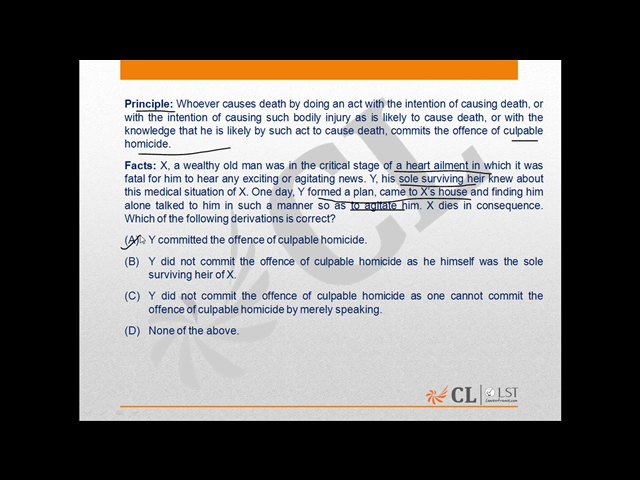 Principle: Whoever causes death by doing an act with the intention of causing death, or
with the intention of causing such bodily injury as is likely to cause death, or with the
knowledge that he is likely by such act to cause death, commits the offence of culpable
homicide.
Facts: X, a wealthy old man was in the critical stage of a heart ailment in which it was
fatal for him to hear any exciting or agitating news. Y, his sole surviving heir knew about
this medical situation of X. One day, Y formed a plan, came to X's house and finding him
alone talked to him in such a manner so as to agitate him. X dies in consequence.
Which of the following derivations is correct?
(A) Y committed the offence of culpable homicide.
(B) Y did not commit the offence of culpable homicide as he himself was the sole
surviving heir of X.
(C) Y did not commit the offence of culpable homicide as one cannot commit the
offence of culpable homicide by merely speaking.
(D) None of the above.
CL LST